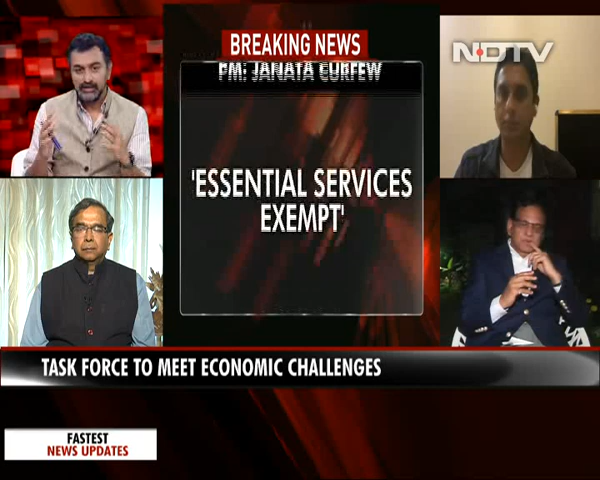 BREAKING NEWS
NDTV
PM: JANATA CURFEW
'ESSENTIAL SERVICES
EXEMPT'
TASK FORCE TO MEET ECONOMIC CHALLENGES
FASTEST
NEWS UPDATES